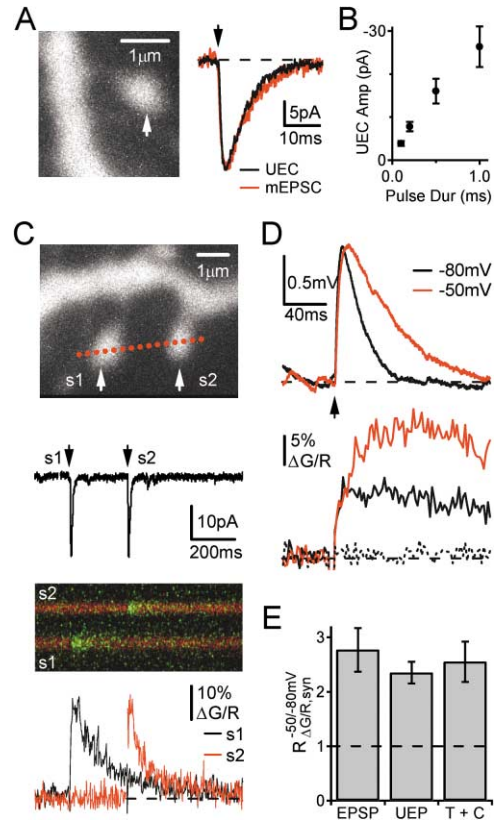 A
1μm
5pA
10ms
UEC
mEPSC
B
-30
0
UEC Amp (pA)
0.0
0.5
1.0
Pulse Dur (ms)
C
1μm
s1
s2
s1
s2
10pA
200ms
s2
s1
10%
ΔG/R
s1
s2
D
0.5mV
40ms
-80mV
-50mV
5%
ΔG/R
E
3
2
1
0
R -50/-80mV ΔG/R,syn
EPSP
UEP
T + C